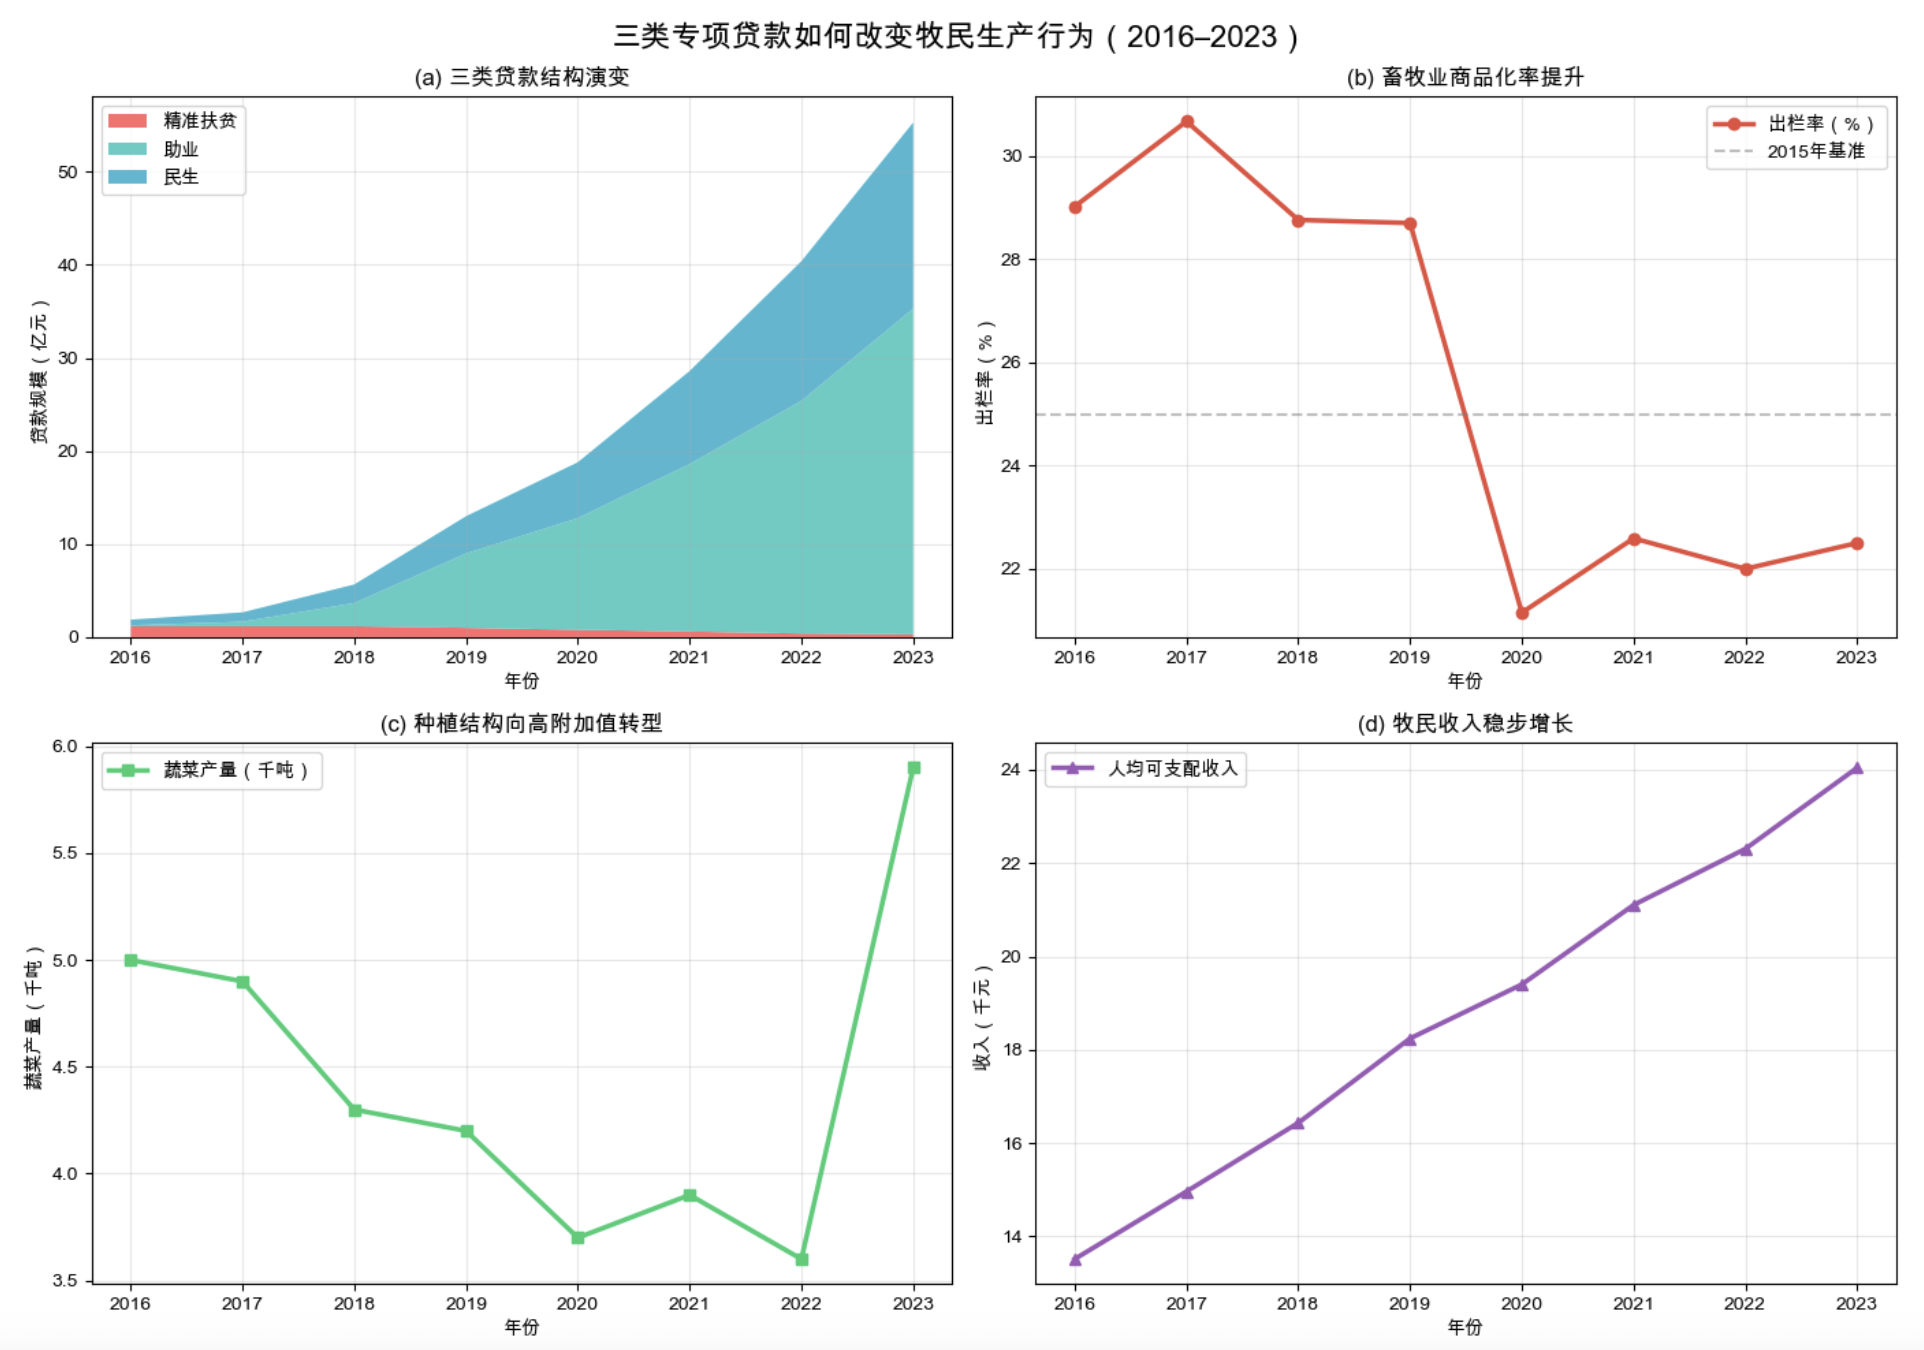 三类专项贷款如何改变牧民生产行为（2016–2023）
(a) 三类贷款结构演变
精准扶贫
助业
民生
50
40
30
20
10
0
贷款规模（亿元）
2016 2017 2018 2019 2020 2021 2022 2023
年份
(b) 畜牧业商品化率提升
出栏率（%）
2015年基准
30
28
26
24
22
出栏率（%）
2016 2017 2018 2019 2020 2021 2022 2023
年份
(c) 种植结构向高附加值转型
蔬菜产量（千吨）
6.0
5.5
5.0
4.5
4.0
3.5
蔬菜产量（千吨）
2016 2017 2018 2019 2020 2021 2022 2023
年份
(d) 牧民收入稳步增长
人均可支配收入
24
22
20
18
16
14
收入（千元）
2016 2017 2018 2019 2020 2021 2022 2023
年份